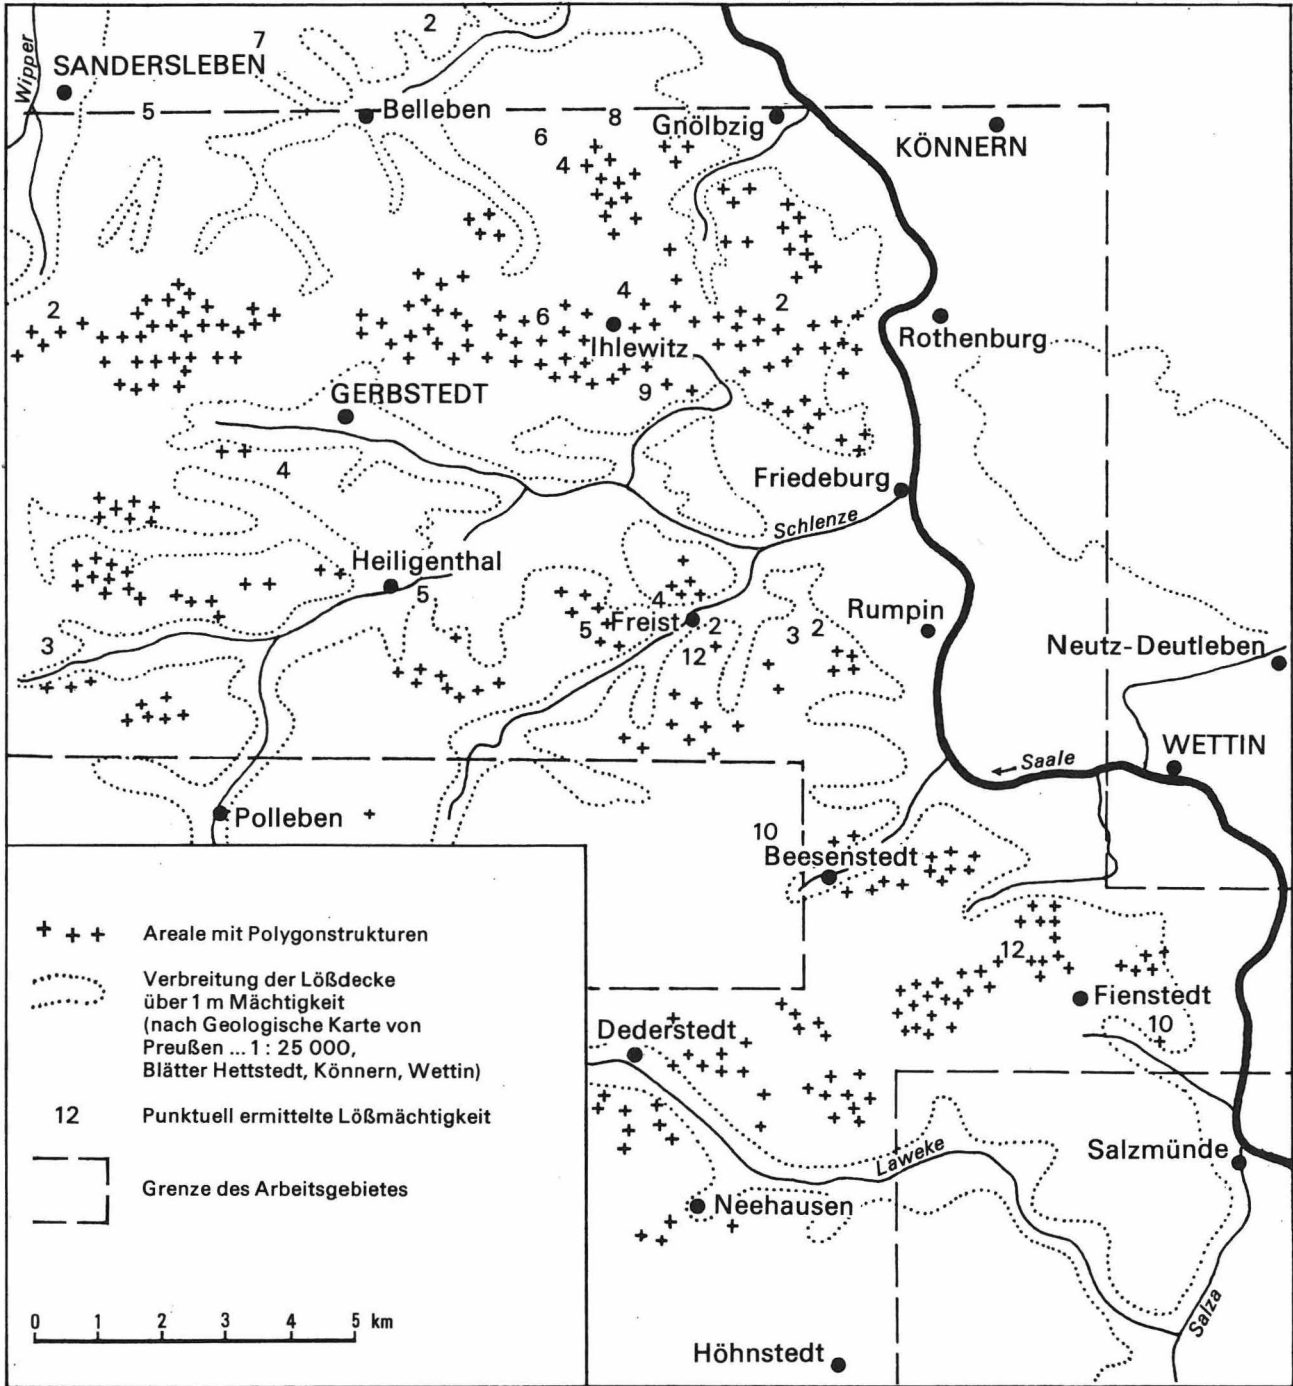 2
7
Wipper
SANDERSLEBEN
5
Belleben
8
Gnölbzig
6
4
KÖNNERN
2
4
6
2
Ihlewitz
Rothenburg
9
GERBSTEDT
4
Friedeburg
Schlenze
Heiligenthal
5
4
5
Freist
2
3
2
Rumpin
3
12
Neutz-Deutleben
WETTIN
Saale
Polleben
10
Beesenstedt
12
Fienstedt
10
Dederstedt
Laweke
Salzmünde
Neehausen
Salza
Höhnstedt
Areale mit Polygonstrukturen
Verbreitung der Lößdecke
über 1 m Mächtigkeit
(nach Geologische Karte von
Preußen ... 1 : 25 000,
Blätter Hettstedt, Könnern, Wettin)
12 Punktuell ermittelte Lößmächtigkeit
Grenze des Arbeitsgebietes
0 1 2 3 4 5 km